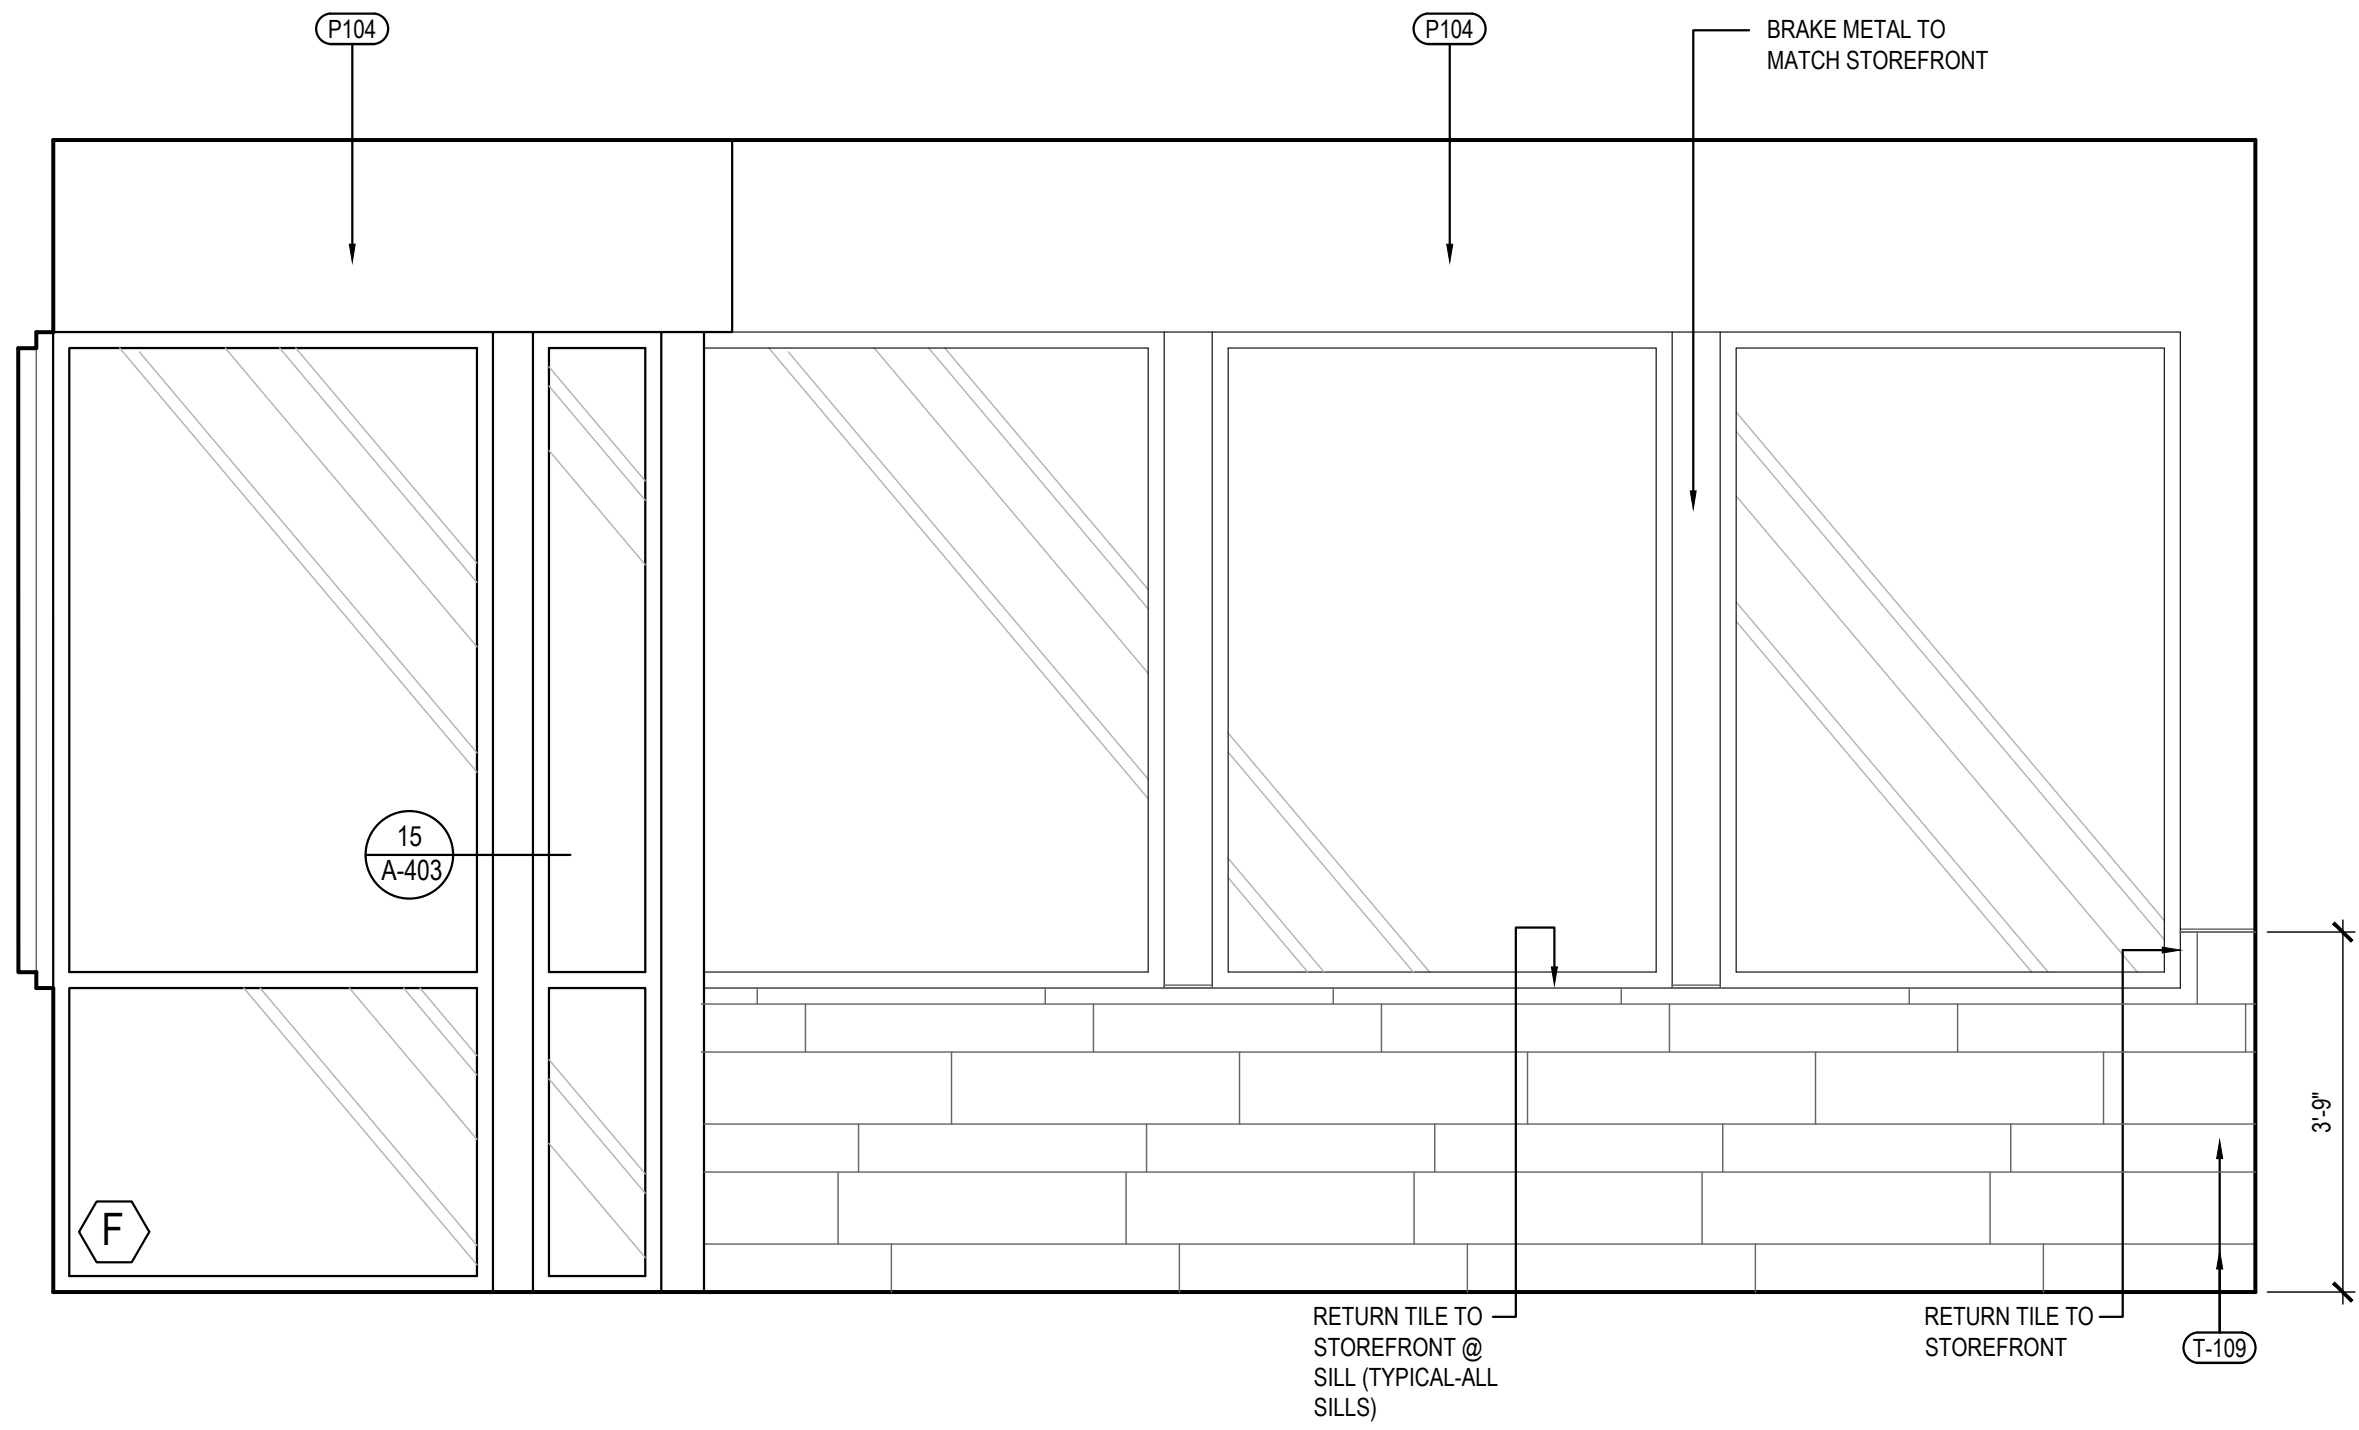 P104
P104
BRAKE METAL TO
MATCH STOREFRONT
15
A-403
3'-9"
F
RETURN TILE TO
STOREFRONT @
SILL (TYPICAL-ALL
SILLS)
RETURN TILE TO
STOREFRONT
T-109